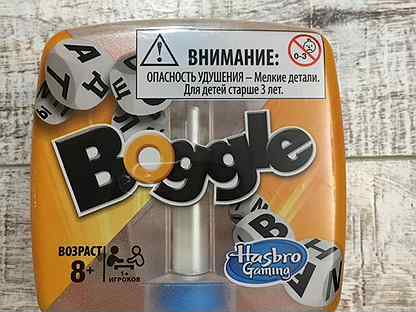 ВНИМАНИЕ:
0-3
ОПАСНОСТЬ УДУШЕНИЯ – Мелкие детали.
Для детей старше 3 лет.
Boggle
ВОЗРАСТ
8+
1+
ИГРОКОВ
Hasbro
Gaming